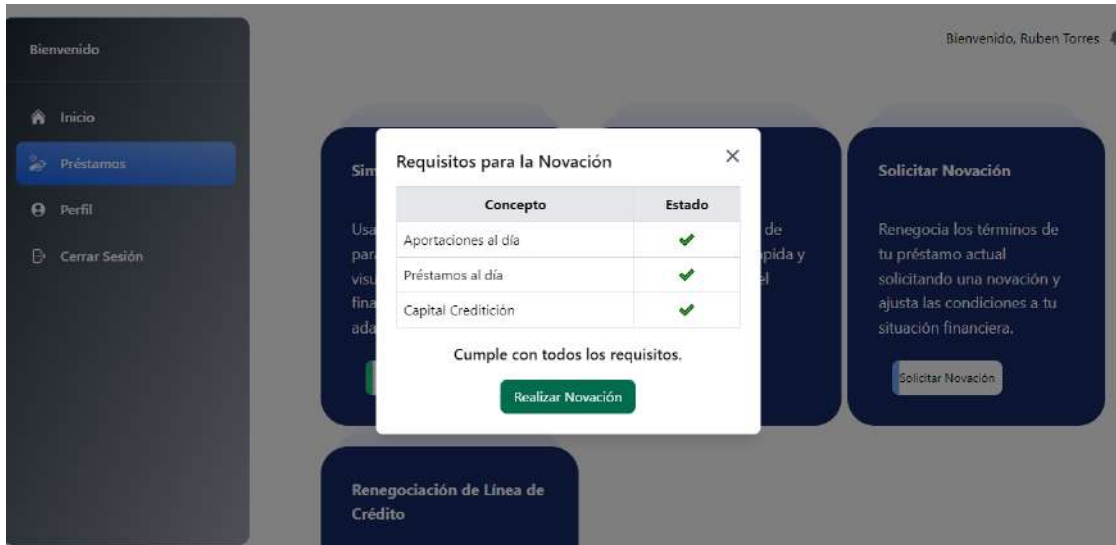 Bienvenido
Inicio
Préstamos
Perfil
Cerrar Sesión
Bienvenido, Ruben Torres
Requisitos para la Novación
Concepto Estado
Aportaciones al día
Préstamos al día
Capital Creditición
Cumple con todos los requisitos.
Realizar Novación
Solicitar Novación
Renegocia los términos de
tu préstamo actual
solicitando una novación y
ajusta las condiciones a tu
situación financiera.
Solicitar Novación
Renegociación de Línea de
Crédito